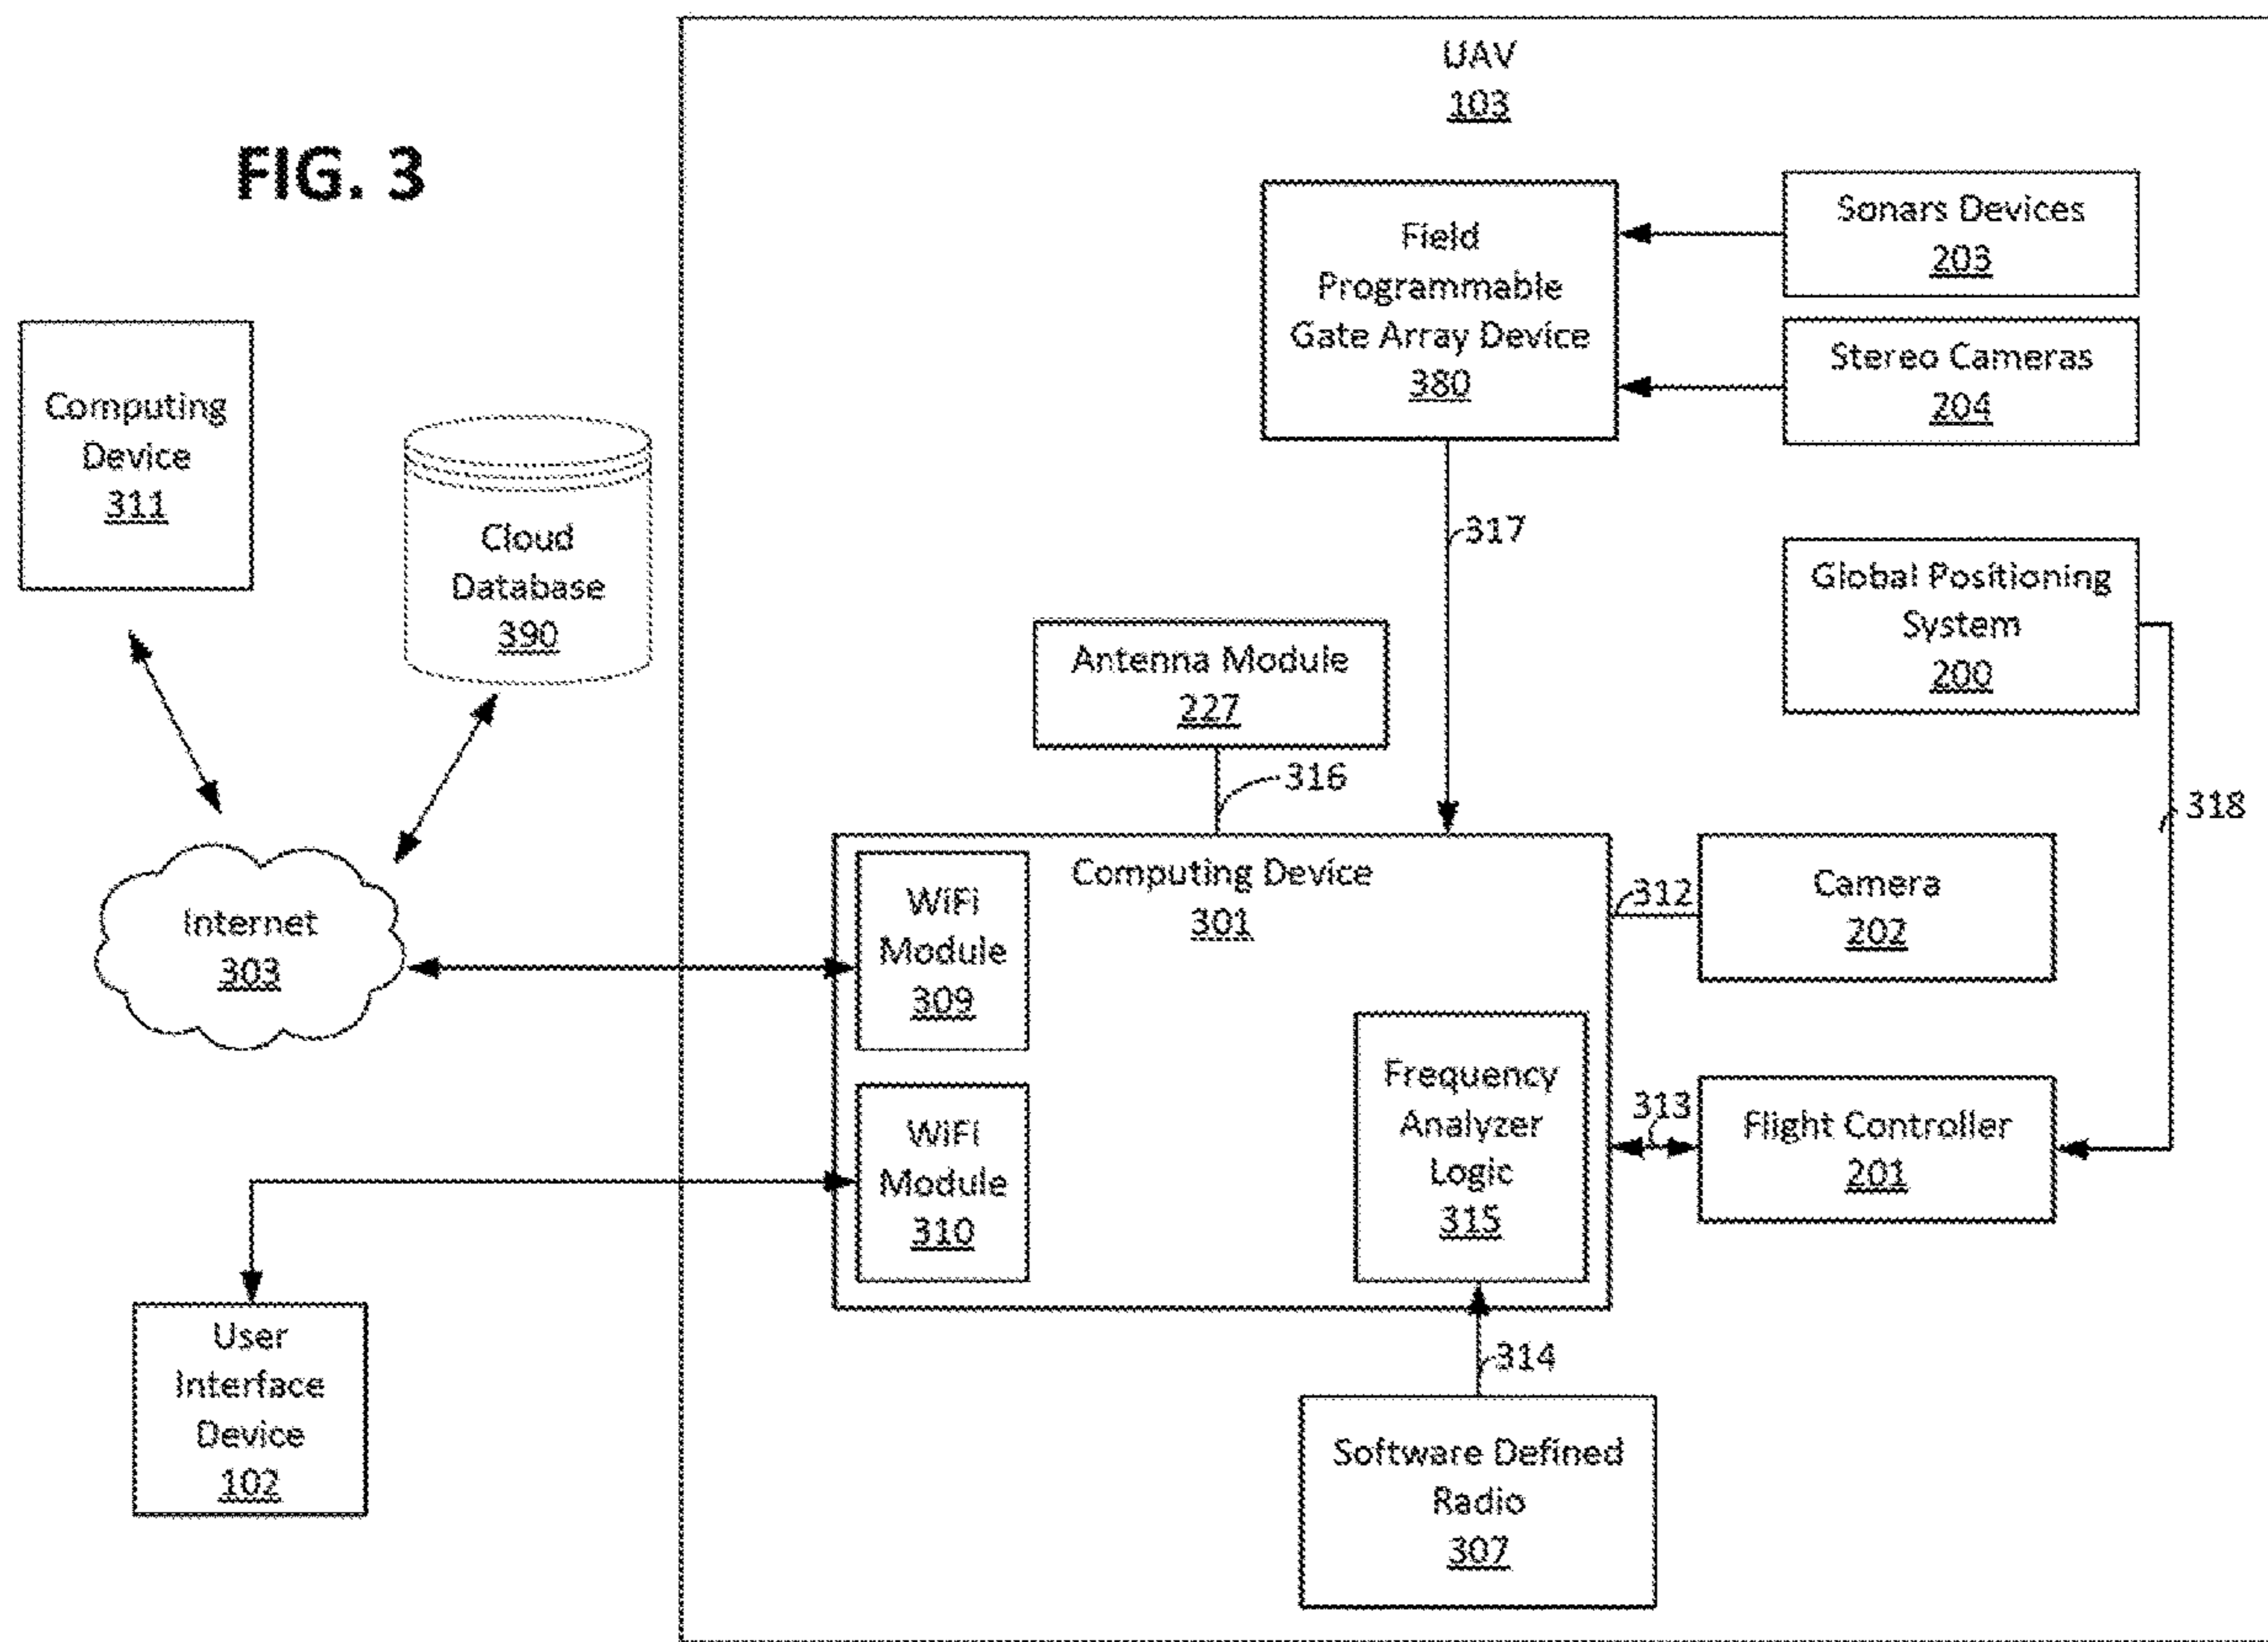 FIG. 3
UAV
103
Field
Programmable
Gate Array Device
380
Sonars Devices
203
Stereo Cameras
204
Computing
Device
311
Cloud
Database
390
317
Global Positioning
System
200
Antenna Module
227
316
318
Internet
303
WiFi
Module
309
Computing Device
301
312
Camera
202
WiFi
Module
310
Frequency
Analyzer
Logic
315
313
Flight Controller
201
User
Interface
Device
102
314
Software Defined
Radio
307